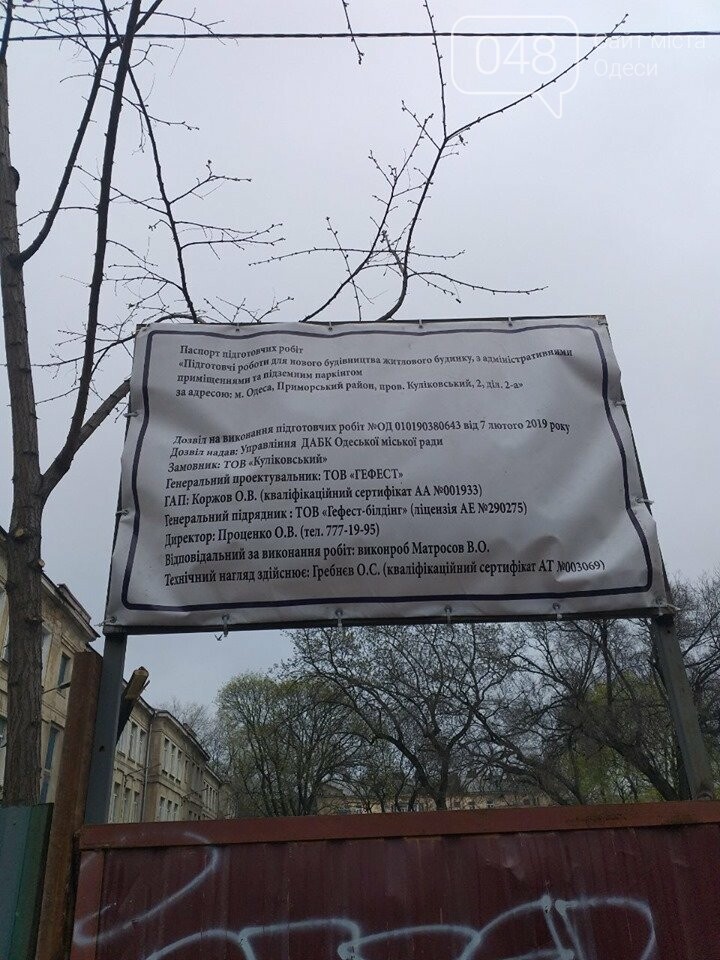 048
сайт міста
Одеси
Паспорт підготовчих робіт
«Підготовчі роботи для нового будівництва житлового будинку, з адміністративними
приміщеннями та підземним паркінгом
за адресою: м. Одеса, Приморський район, пров. Куліковський, 2, діл. 2-а»
Дозвіл на виконання підготовчих робіт №ОД 010190380643 від 7 лютого 2019 року
Дозвіл надав: Управління ДАБК Одеської міської ради
Замовник: ТОВ «Куліковський»
Генеральний проектувальник: ТОВ «ГЕФЕСТ»
ГАП: Коржов О.В. (кваліфікаційний сертифікат АА №001933)
Генеральний підрядник : ТОВ «Гефест-білдінг» (ліцензія АЕ №290275)
Директор: Проценко О.В. (тел. 777-19-95)
Відповідальний за виконання робіт: виконроб Матросов В.О.
Технічний нагляд здійснює: Гребнєв О.С. (кваліфікаційний сертифікат АТ №003069)